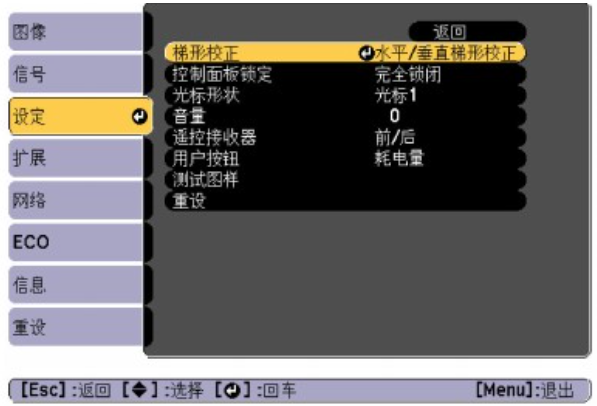 图像
信号
设定
扩展
网络
ECO
信息
重设
返回
梯形校正 水平/垂直梯形校正
控制面板锁定 完全锁闭
光标形状 光标1
音量 0
遥控接收器 前/后
用户按钮 耗电量
测试图样
重设
[Esc]:返回 [◆]:选择 [⏎]:回车 [Menu]:退出